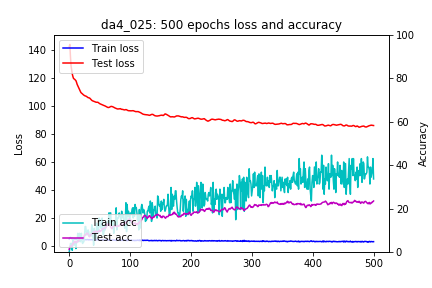 da4_025: 500 epochs loss and accuracy
Train loss
Test loss
Train acc
Test acc
Loss
140
120
100
80
60
40
20
0
0
100
200
300
400
500
100
80
60
40
20
0
Accuracy